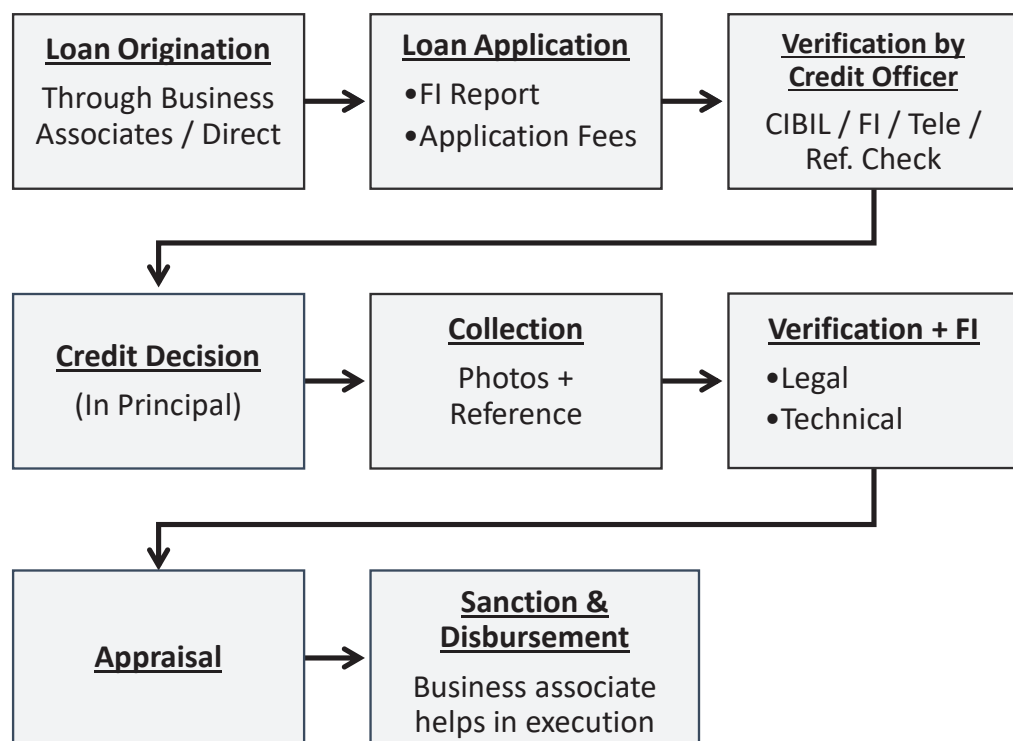 Loan Origination
Through Business
Associates / Direct
Loan Application
•FI Report
•Application Fees
Verification by
Credit Officer
CIBIL / FI / Tele /
Ref. Check
Credit Decision
(In Principal)
Collection
Photos +
Reference
Verification + FI
•Legal
•Technical
Appraisal
Sanction &
Disbursement
Business associate
helps in execution